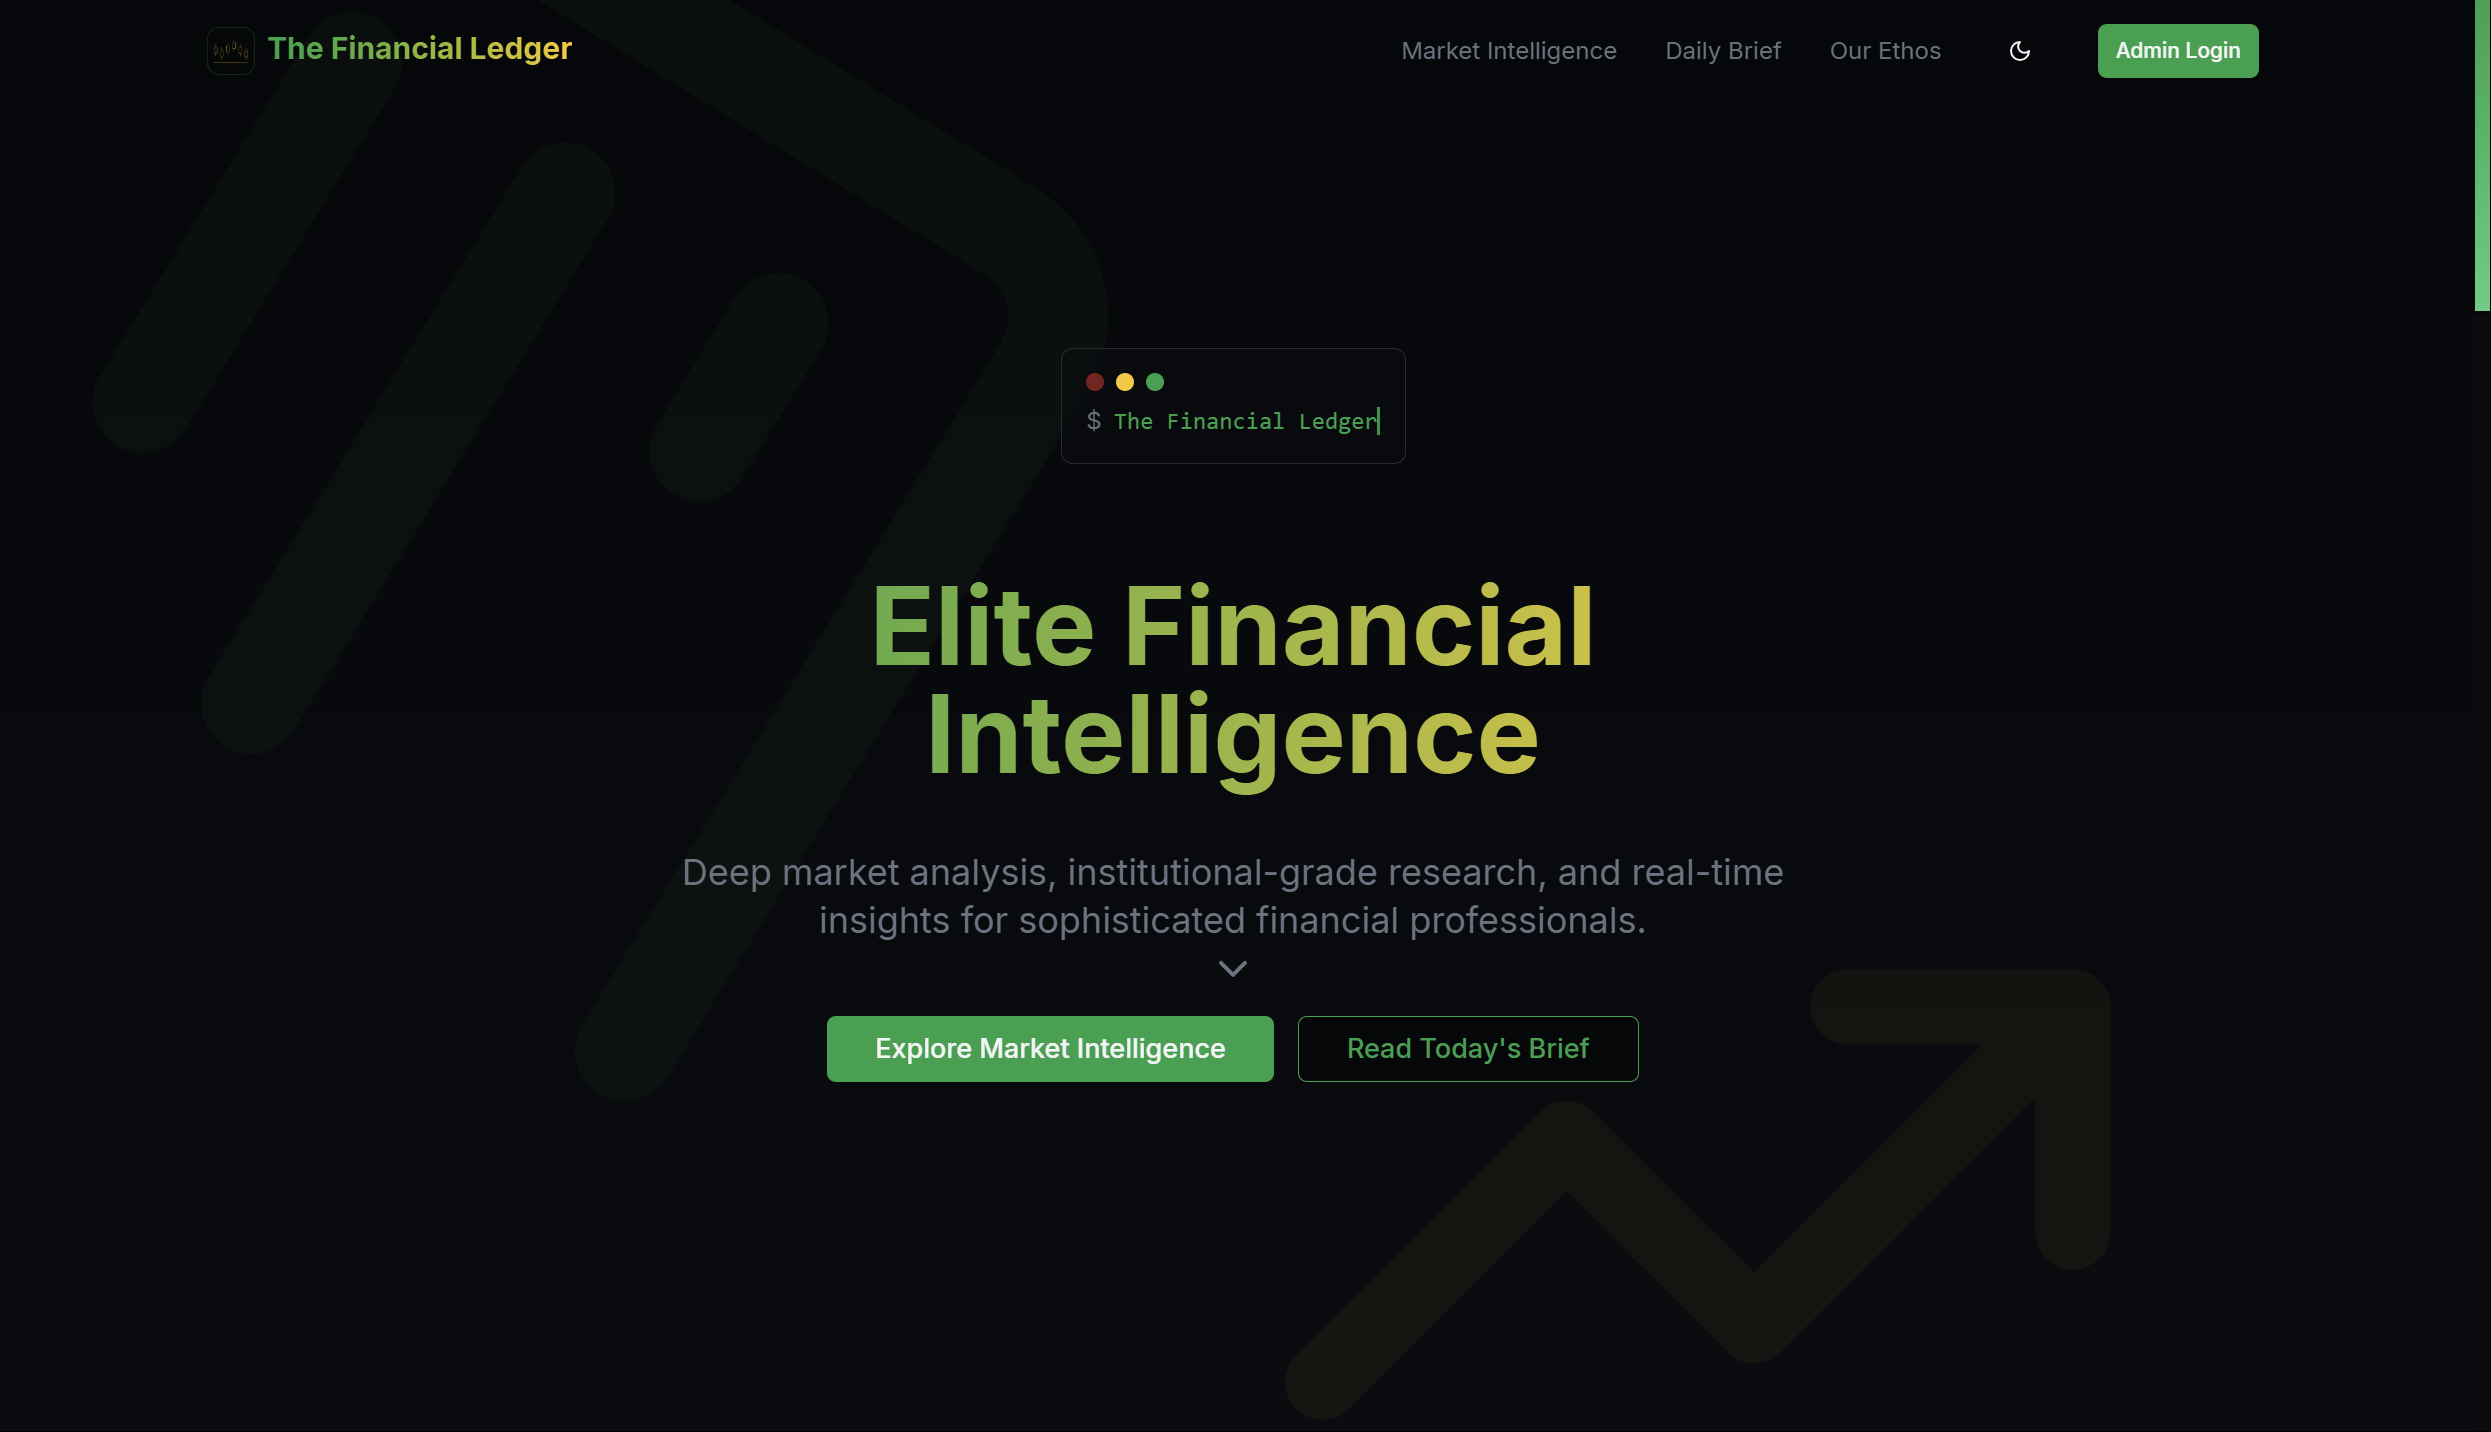 The Financial Ledger
Market Intelligence
Daily Brief
Our Ethos
Admin Login
$ The Financial Ledger
Elite Financial
Intelligence
Deep market analysis, institutional-grade research, and real-time
insights for sophisticated financial professionals.
Explore Market Intelligence
Read Today's Brief